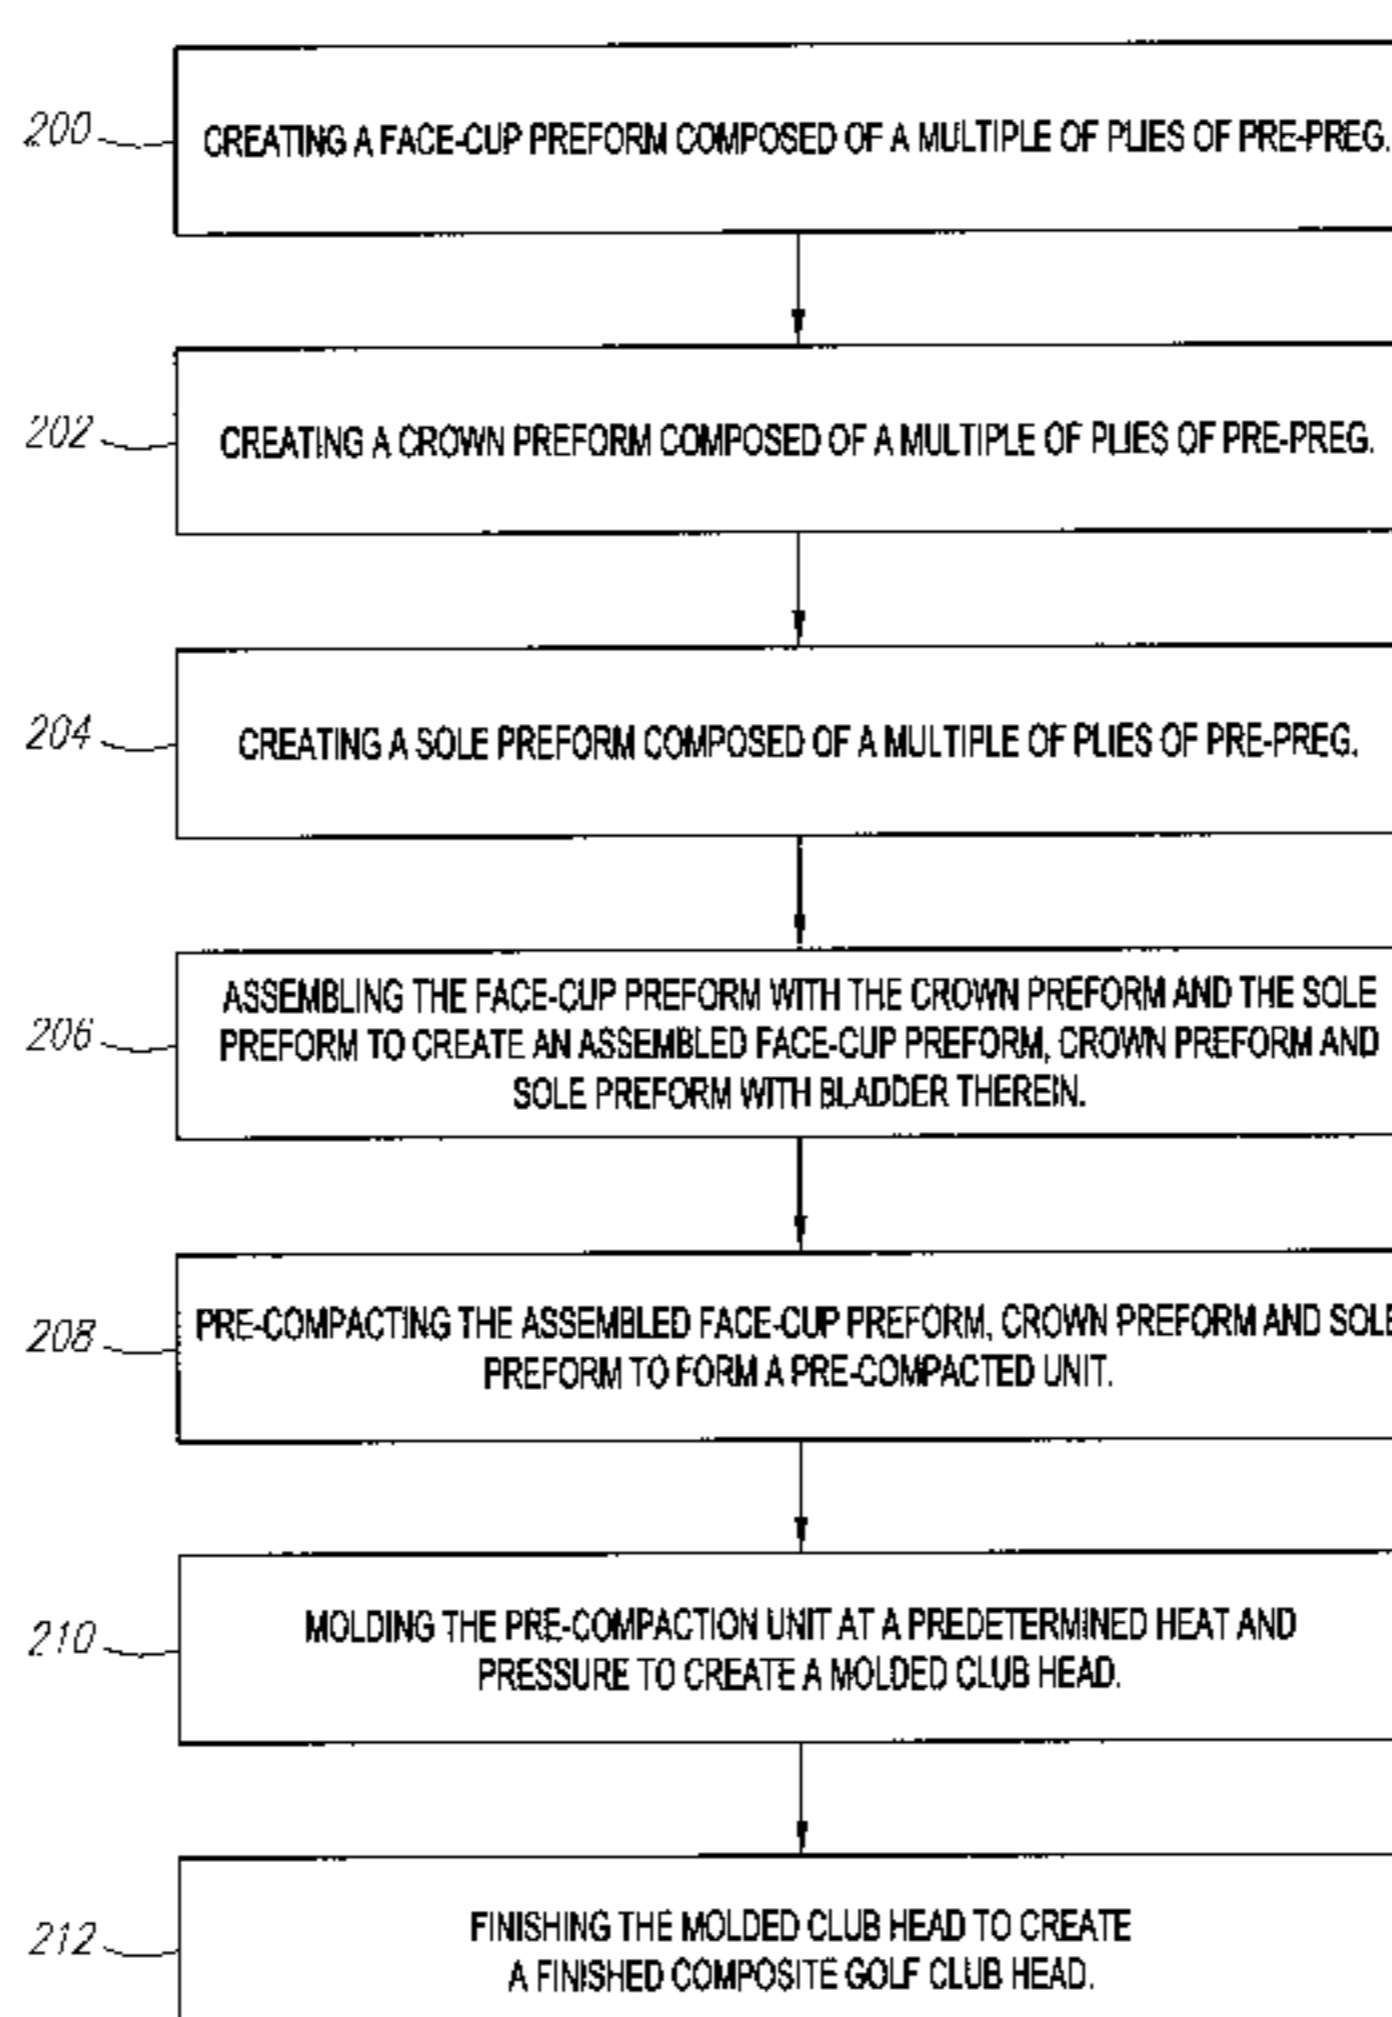 200
CREATING A FACE-CUP PREFORM COMPOSED OF A MULTIPLE OF PLIES OF PRE-PREG.
202
CREATING A CROWN PREFORM COMPOSED OF A MULTIPLE OF PLIES OF PRE-PREG.
204
CREATING A SOLE PREFORM COMPOSED OF A MULTIPLE OF PLIES OF PRE-PREG.
206
ASSEMBLING THE FACE-CUP PREFORM WITH THE CROWN PREFORM AND THE SOLE
PREFORM TO CREATE AN ASSEMBLED FACE-CUP PREFORM, CROWN PREFORM AND
SOLE PREFORM WITH BLADDER THEREIN.
208
PRE-COMPACTING THE ASSEMBLED FACE-CUP PREFORM, CROWN PREFORM AND SOLE
PREFORM TO FORM A PRE-COMPACTED UNIT.
210
MOLDING THE PRE-COMPACTION UNIT AT A PREDETERMINED HEAT AND
PRESSURE TO CREATE A MOLDED CLUB HEAD.
212
FINISHING THE MOLDED CLUB HEAD TO CREATE
A FINISHED COMPOSITE GOLF CLUB HEAD.